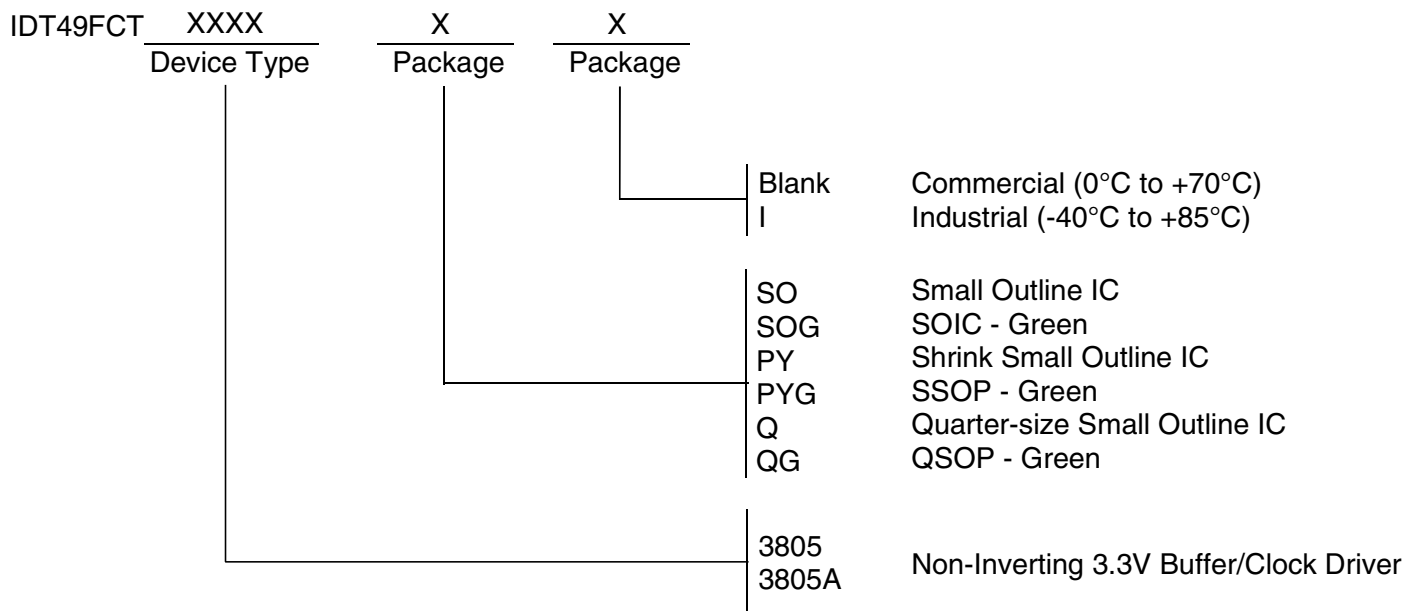 IDT49FCT XXXX X X
Device Type Package Package
Blank Commercial (0°C to +70°C)
I Industrial (-40°C to +85°C)
SO Small Outline IC
SOG SOIC - Green
PY Shrink Small Outline IC
PYG SSOP - Green
Q Quarter-size Small Outline IC
QG QSOP - Green
3805
3805A
Non-Inverting 3.3V Buffer/Clock Driver